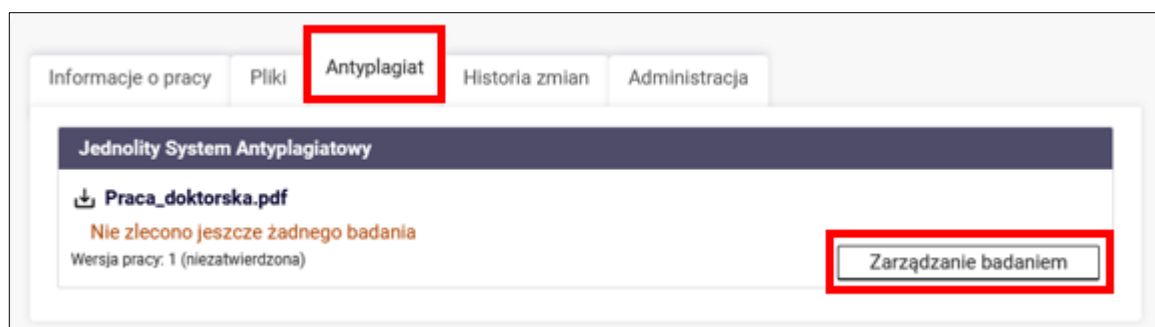 Informacje o pracy Pliki Antyplagiat Historia zmian Administracja
Jednolity System Antyplagiatowy
Praca_doktorska.pdf
Nie zlecono jeszcze żadnego badania
Wersja pracy: 1 (niezatwierdzona)
Zarządzanie badaniem